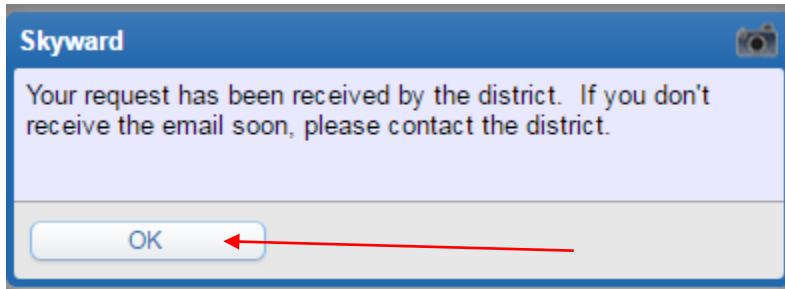 Skyward
Your request has been received by the district.  If you don't
receive the email soon, please contact the district.
OK